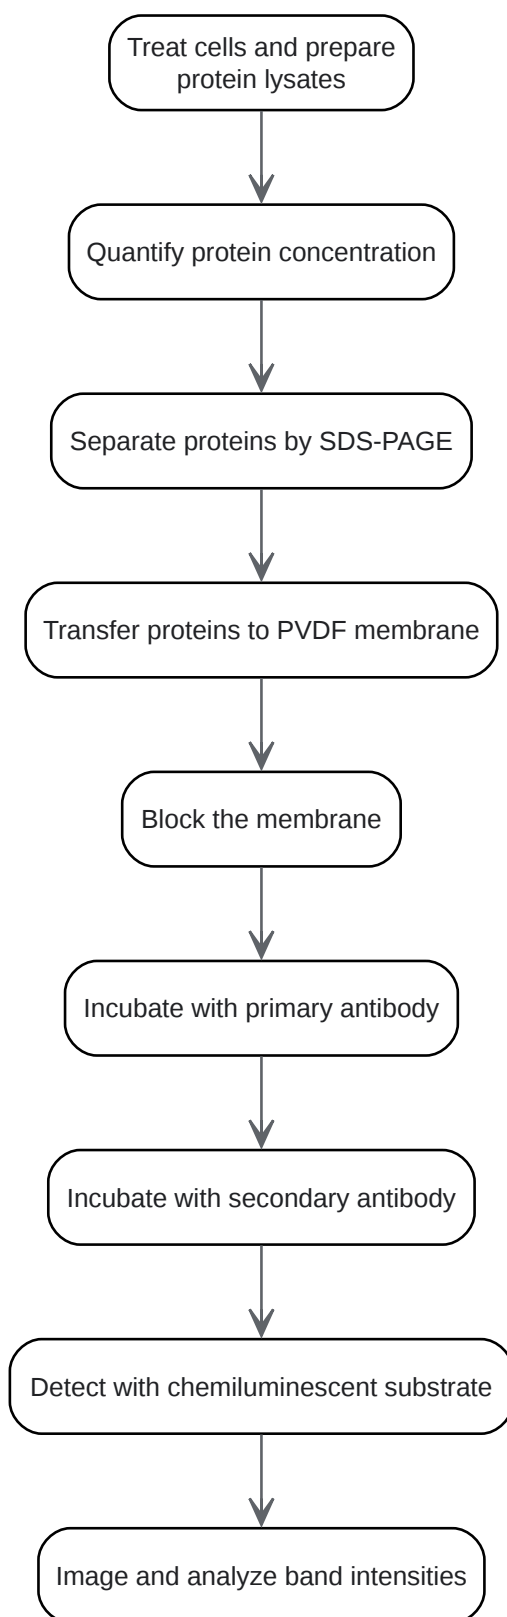 Treat cells and prepare
protein lysates
Quantify protein concentration
Separate proteins by SDS-PAGE
Transfer proteins to PVDF membrane
Block the membrane
Incubate with primary antibody
Incubate with secondary antibody
Detect with chemiluminescent substrate
Image and analyze band intensities